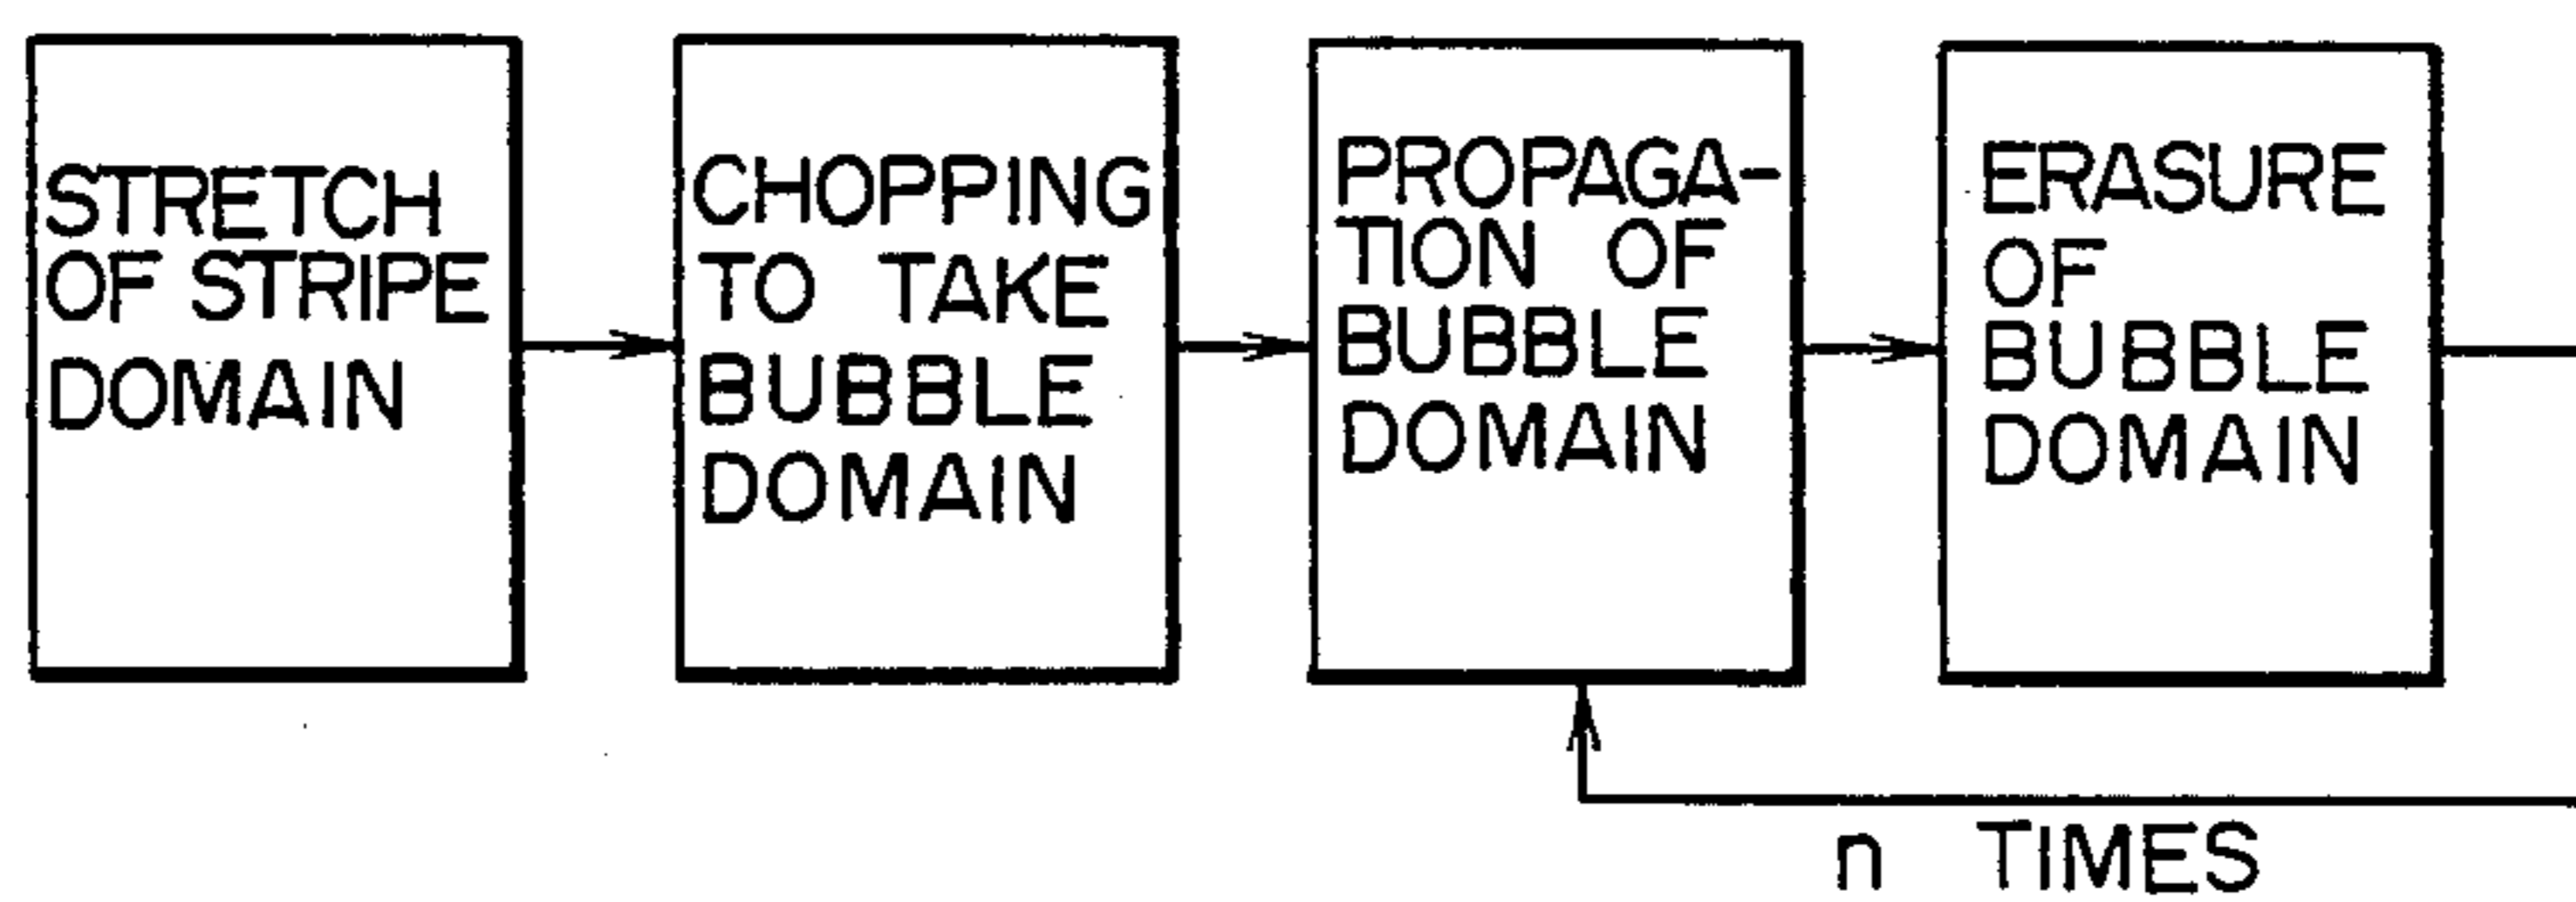 STRETCH
OF STRIPE
DOMAIN
CHOPPING
TO TAKE
BUBBLE
DOMAIN
PROPAGA-
TION OF
BUBBLE
DOMAIN
ERASURE
OF
BUBBLE
DOMAIN
n TIMES